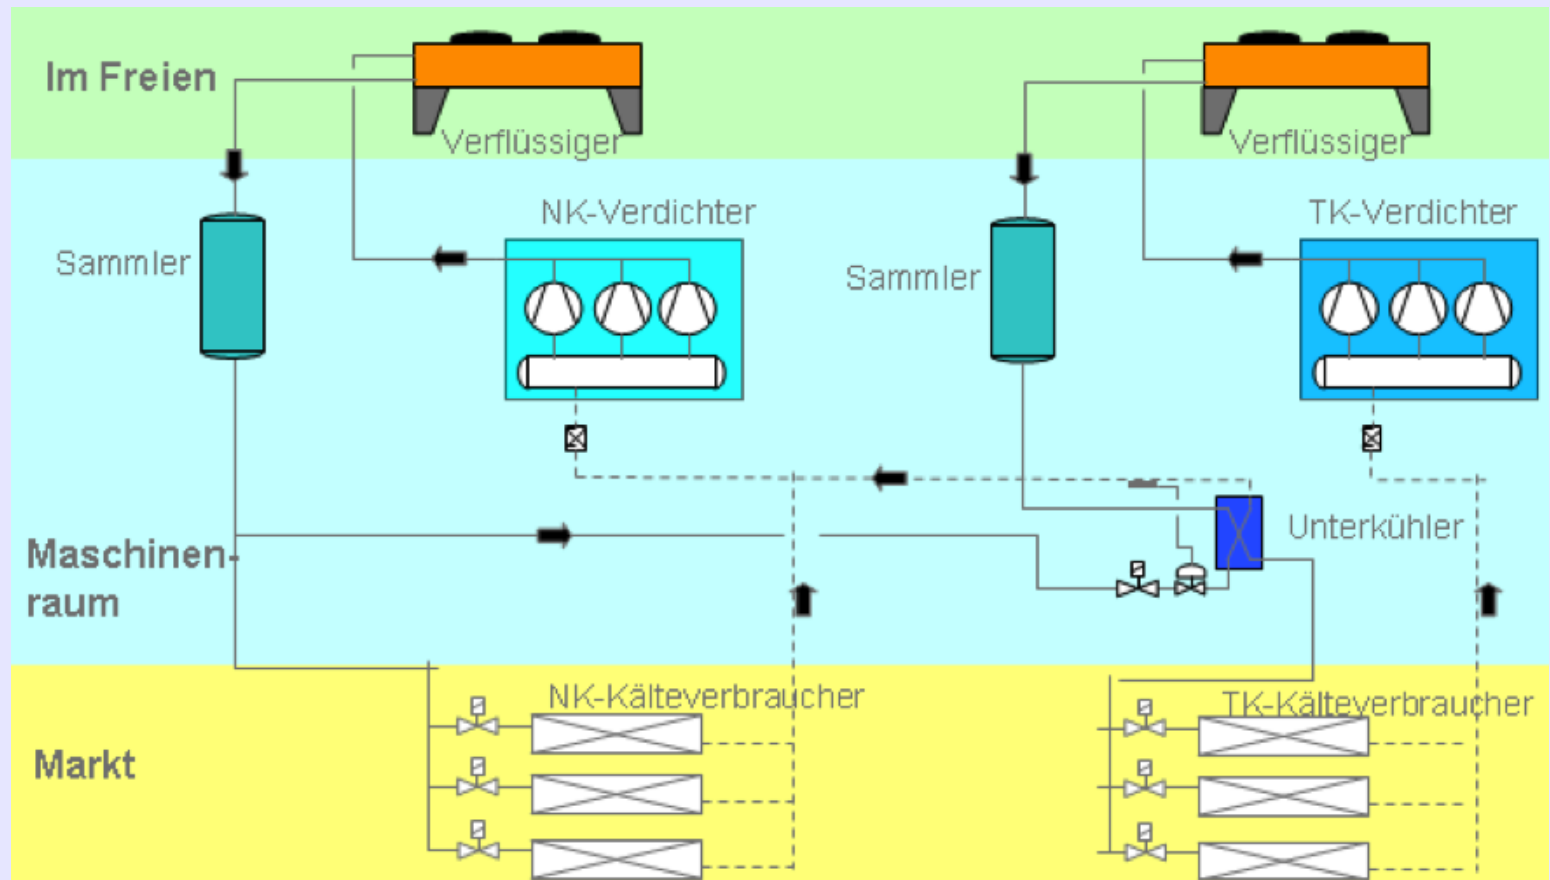 Im Freien
Verflüssiger
Verflüssiger
NK-Verdichter
TK-Verdichter
Sammler
Sammler
Unterkühler
Maschinen-
raum
NK-Kälteverbraucher
TK-Kälteverbraucher
Markt